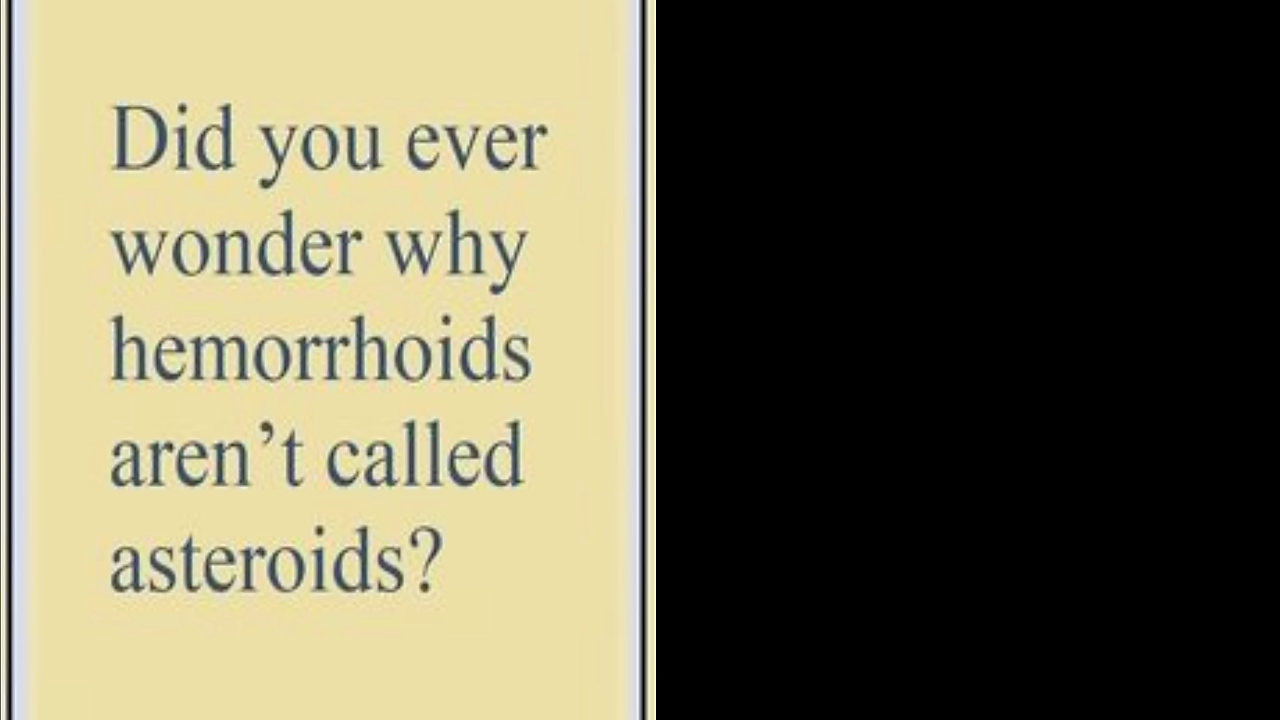 Did you ever
wonder why
hemorrhoids
aren’t called
asteroids?